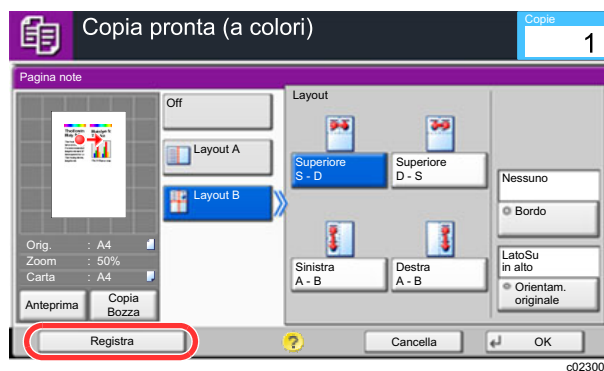 Copia pronta (a colori)
Copie
1
Pagina note
Orig. : A4
Zoom : 50%
Carta : A4
Anteprima
Copia
Bozza
Off
Layout A
Layout B
Layout
Superiore
S - D
Superiore
D - S
Sinistra
A - B
Destra
A - B
Nessuno
Bordo
LatoSu
in alto
Orientam.
originale
Registra
?
Cancella
OK
c02300